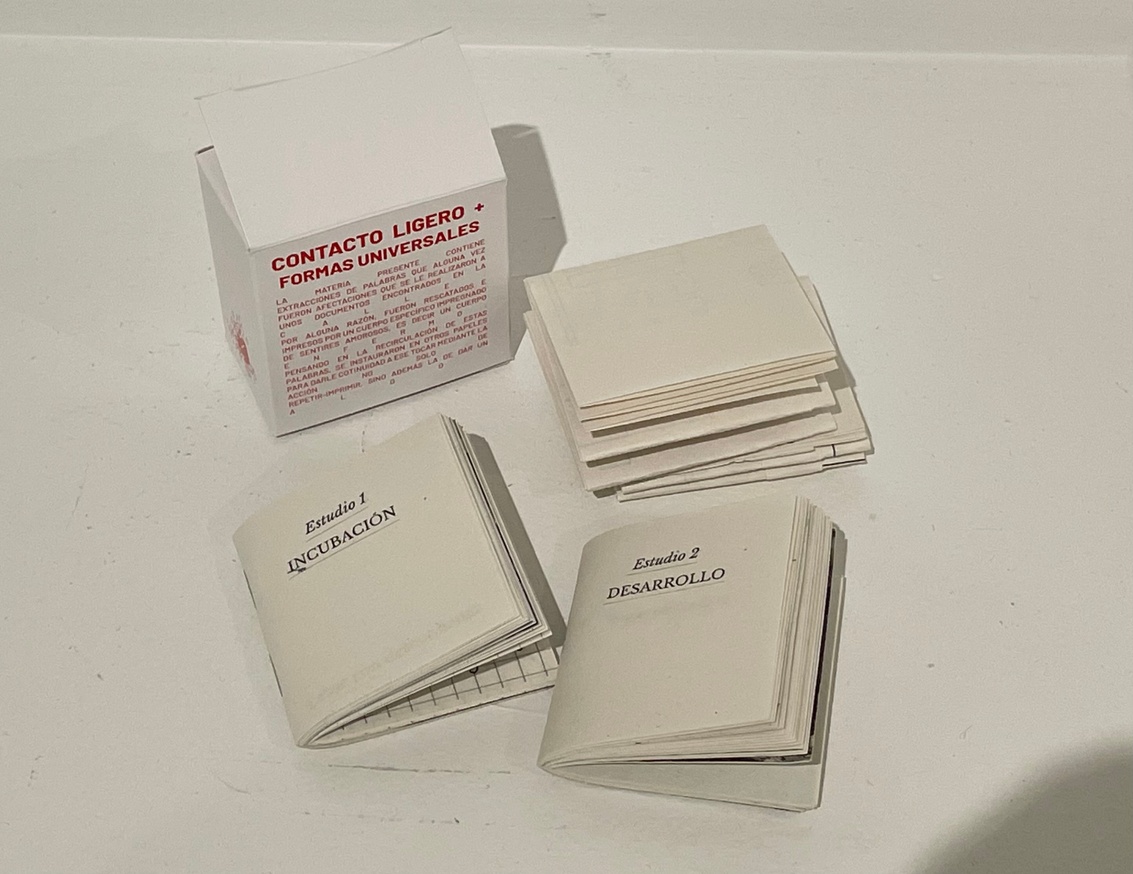 CONTACTO LIGERO +
FORMAS UNIVERSALES
LA MATERIA PRESENTE CONTIENE
EXTRACCIONES DE PALABRAS QUE ALGUNA VEZ
FUERON AFECTACIONES QUE SE LE REALIZARON A
UNOS DOCUMENTOS ENCONTRADOS EN LA
C A L L E
POR ALGUNA RAZÓN, FUERON RESCATADOS E
IMPRESOS POR UN CUERPO ESPECÍFICO IMPREGNADO
DE SENTIRES AMOROSOS, ES DECIR UN CUERPO
E N F E R M O
PENSANDO EN LA RECIRCULACIÓN DE ESTAS
PALABRAS, SE INSTAURARON EN OTROS PAPELES
PARA DARLE COTINUIDAD A ESE TOCAR MEDIANTE LA
ACCIÓN NO SOLO DE
REPETIR-IMPRIMIR, SINO ADEMÁS LA DE DAR UN
A L G O
Estudio 1
INCUBACIÓN
Estudio 2
DESARROLLO